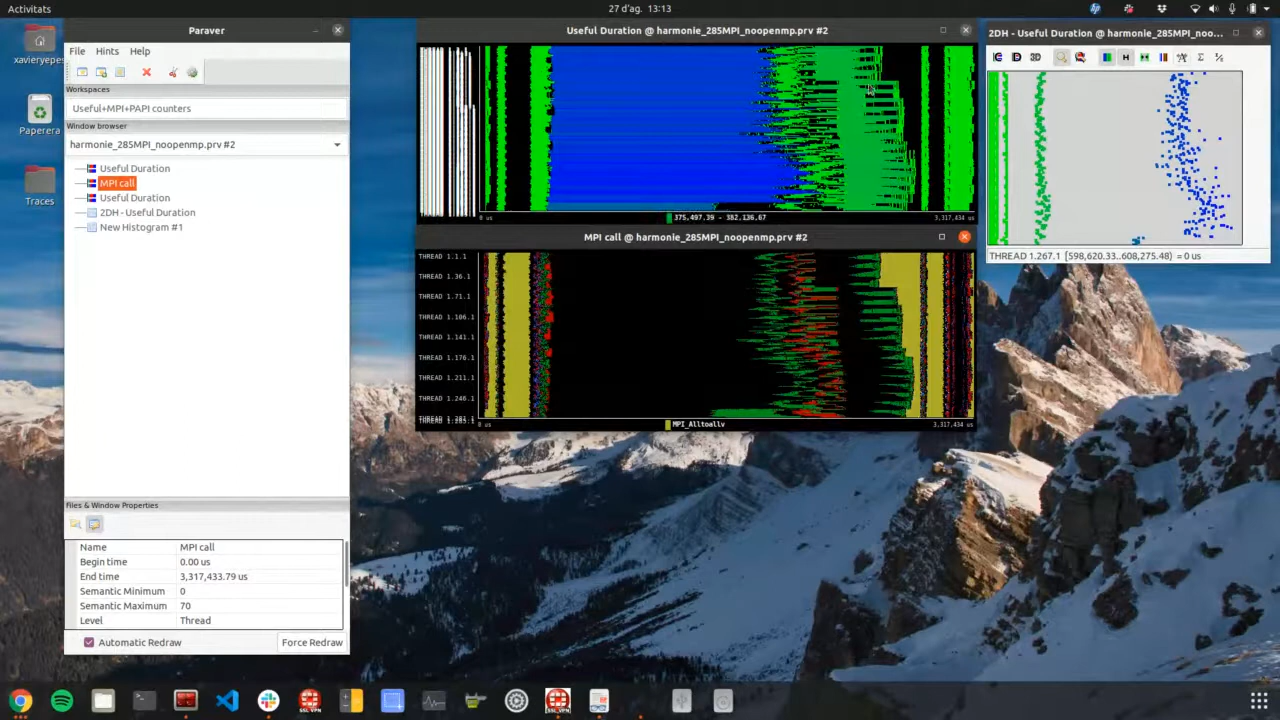 Activitats
27 d'ag. 13:13
xavieryepes
Paperera
Traces
Paraver
File Hints Help
Workspaces
Useful+MPI+PAPI counters
Window browser
harmonie_285MPI_noopenmp.prv #2
Useful Duration
MPI call
Useful Duration
2DH - Useful Duration
New Histogram #1
Files & Window Properties
Name MPI call
Begin time 0.00 us
End time 3,317,433.79 us
Semantic Minimum 0
Semantic Maximum 70
Level Thread
Automatic Redraw
Force Redraw
Useful Duration @ harmonie_285MPI_noopenmp.prv #2
0 us
375,497.39 - 382,136.67
3,317,434 us
MPI call @ harmonie_285MPI_noopenmp.prv #2
THREAD 1.1.1
THREAD 1.36.1
THREAD 1.71.1
THREAD 1.106.1
THREAD 1.141.1
THREAD 1.176.1
THREAD 1.211.1
THREAD 1.246.1
0 us
MPI_Alltoallv
3,317,434 us
2DH - Useful Duration @ harmonie_285MPI_noo...
3D
THREAD 1.267.1 [598,620.33..608,275.48) = 0 us
SSL VPN
SSL VPN